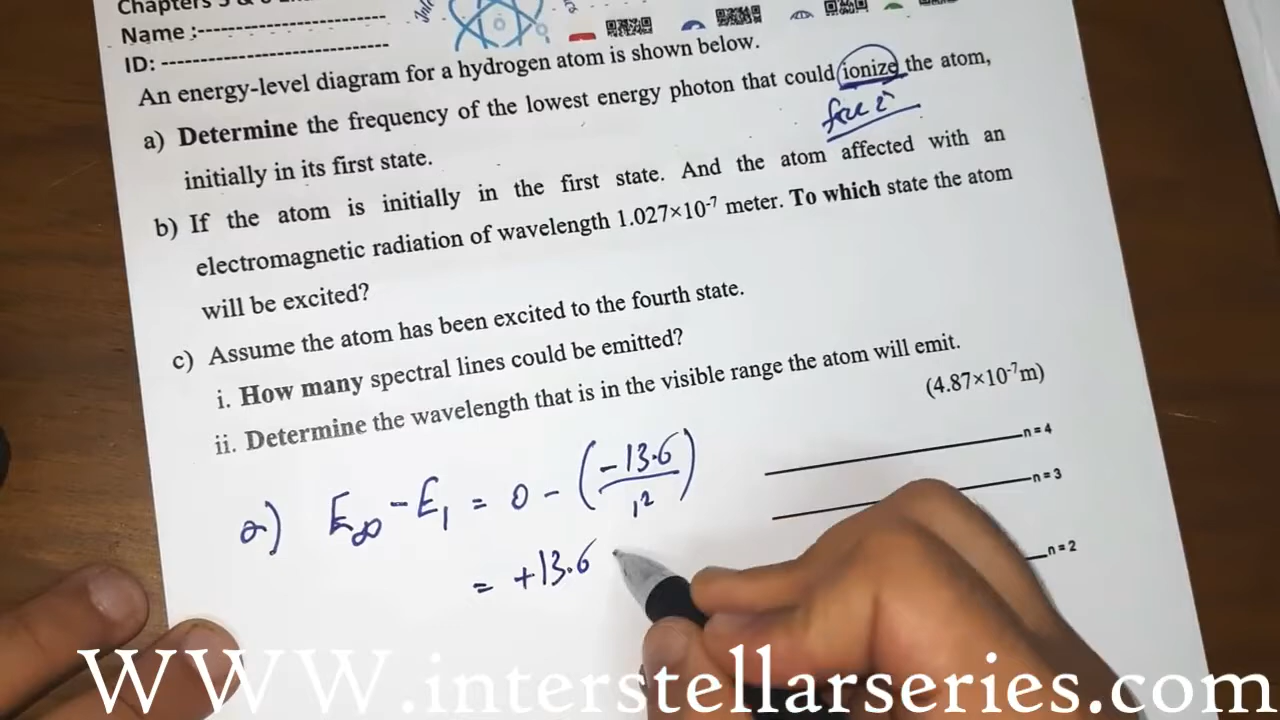 Chapters 5 & 6
Name :--------------------
ID: --------------------
An energy-level diagram for a hydrogen atom is shown below.
a) Determine the frequency of the lowest energy photon that could ionize the atom,
initially in its first state.
b) If the atom is initially in the first state. And the atom affected with an
electromagnetic radiation of wavelength 1.027×10⁻⁷ meter. To which state the atom
will be excited?
c) Assume the atom has been excited to the fourth state.
i. How many spectral lines could be emitted?
ii. Determine the wavelength that is in the visible range the atom will emit.
(4.87×10⁻⁷m)
n = 4
n = 3
n = 2
a) E∞ - E₁ = 0 - (-13.6/1²)
= +13.6
WWW.interstellarseries.com